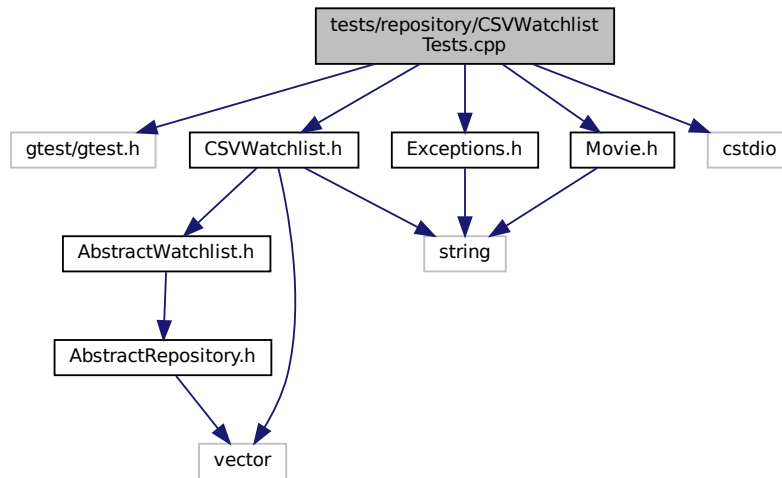 tests/repository/CSVWatchlist
Tests.cpp
gtest/gtest.h
CSVWatchlist.h
Exceptions.h
Movie.h
cstdio
AbstractWatchlist.h
string
AbstractRepository.h
vector